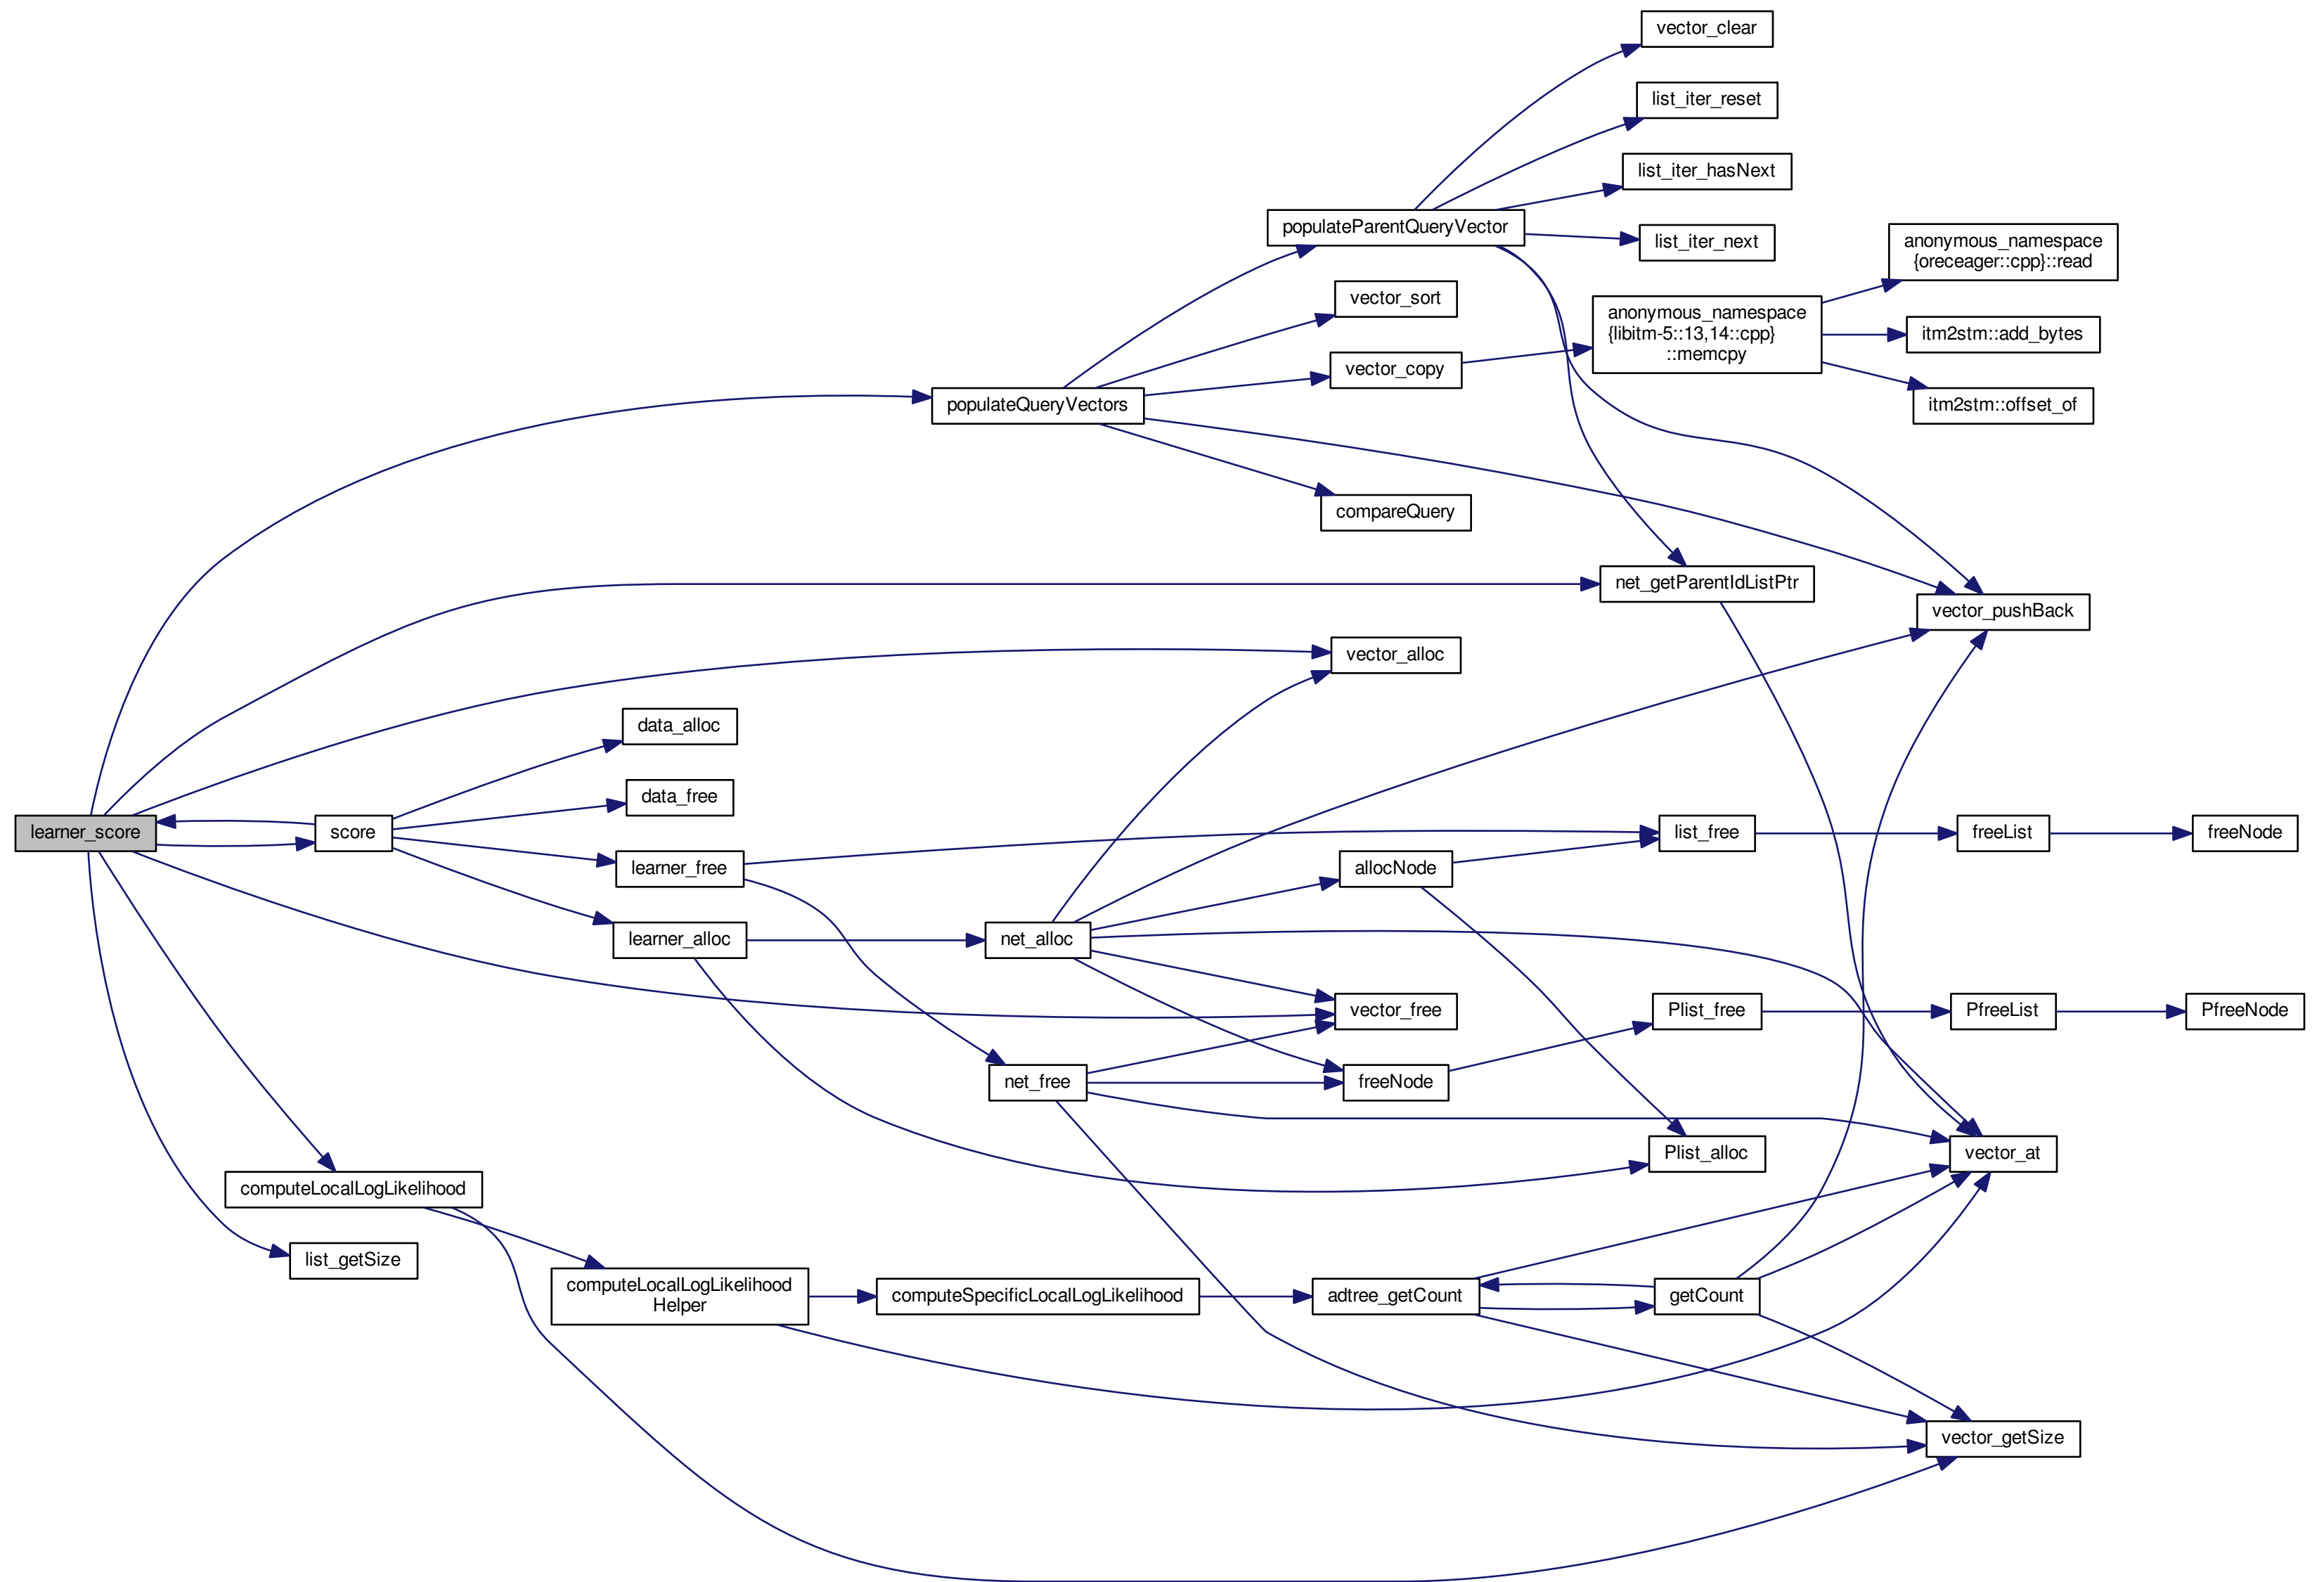 vector_clear
list_iter_reset
list_iter_hasNext
populateParentQueryVector
list_iter_next
anonymous_namespace
{oreceager::cpp}::read
vector_sort
anonymous_namespace
{libitm-5::13,14::cpp}
::memcpy
itm2stm::add_bytes
vector_copy
populateQueryVectors
itm2stm::offset_of
compareQuery
net_getParentIdListPtr
vector_pushBack
vector_alloc
data_alloc
data_free
learner_score
score
list_free
freeList
freeNode
learner_free
allocNode
learner_alloc
net_alloc
vector_free
Plist_free
PfreeList
PfreeNode
net_free
freeNode
Plist_alloc
vector_at
computeLocalLogLikelihood
list_getSize
computeLocalLogLikelihood
Helper
computeSpecificLocalLogLikelihood
adtree_getCount
getCount
vector_getSize